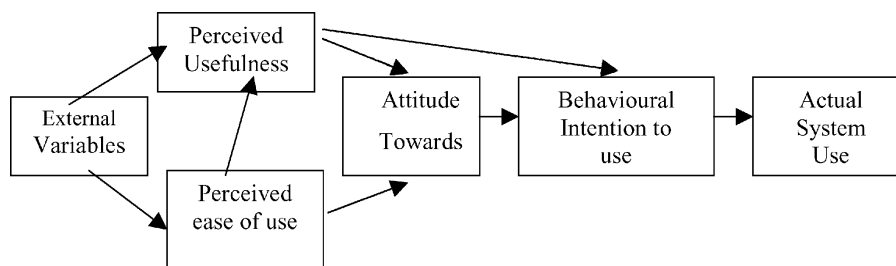 Perceived
Usefulness
External
Variables
Perceived
ease of use
Attitude
Towards
Behavioural
Intention to
use
Actual
System
Use